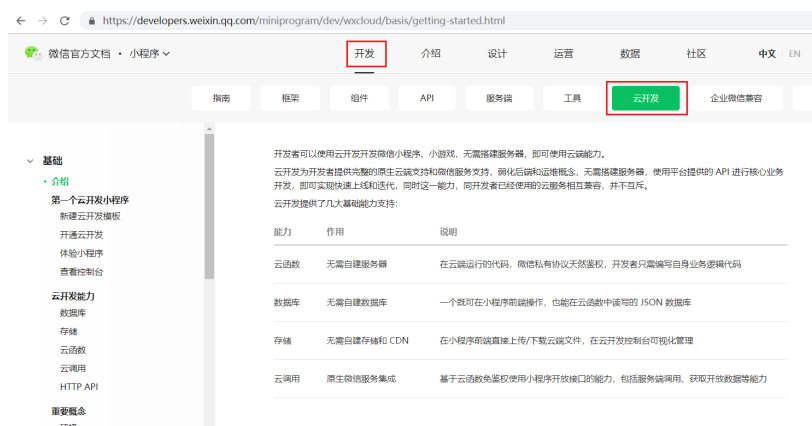 https://developers.weixin.qq.com/miniprogram/dev/wxcloud/basis/getting-started.html
微信官方文档 · 小程序 开发 介绍 设计 运营 数据 社区 中文 EN
指南 框架 组件 API 服务端 工具 云开发 企业微信兼容
基础
· 介绍
第一个云开发小程序
新建云开发模板
开通云开发
体验小程序
查看控制台
云开发能力
数据库
存储
云函数
云调用
HTTP API
重要概念
开发者可以使用云开发开发微信小程序、小游戏，无需搭建服务器，即可使用云端能力。
云开发为开发者提供完整的原生云端支持和微信服务支持，弱化后端和运维概念，无需搭建服务器，使用平台提供的 API 进行核心业务
开发，即可实现快速上线和迭代，同时这一能力，同开发者已经使用的云服务相互兼容，并不互斥。
云开发提供了几大基础能力支持：
能力 作用 说明
云函数 无需自建服务器 在云端运行的代码，微信私有协议天然鉴权，开发者只需编写自身业务逻辑代码
数据库 无需自建数据库 一个既可在小程序前端操作，也能在云函数中读写的 JSON 数据库
存储 无需自建存储和 CDN 在小程序前端直接上传/下载云端文件，在云开发控制台可视化管理
云调用 原生微信服务集成 基于云函数免鉴权使用小程序开放接口的能力，包括服务端调用、获取开放数据等能力